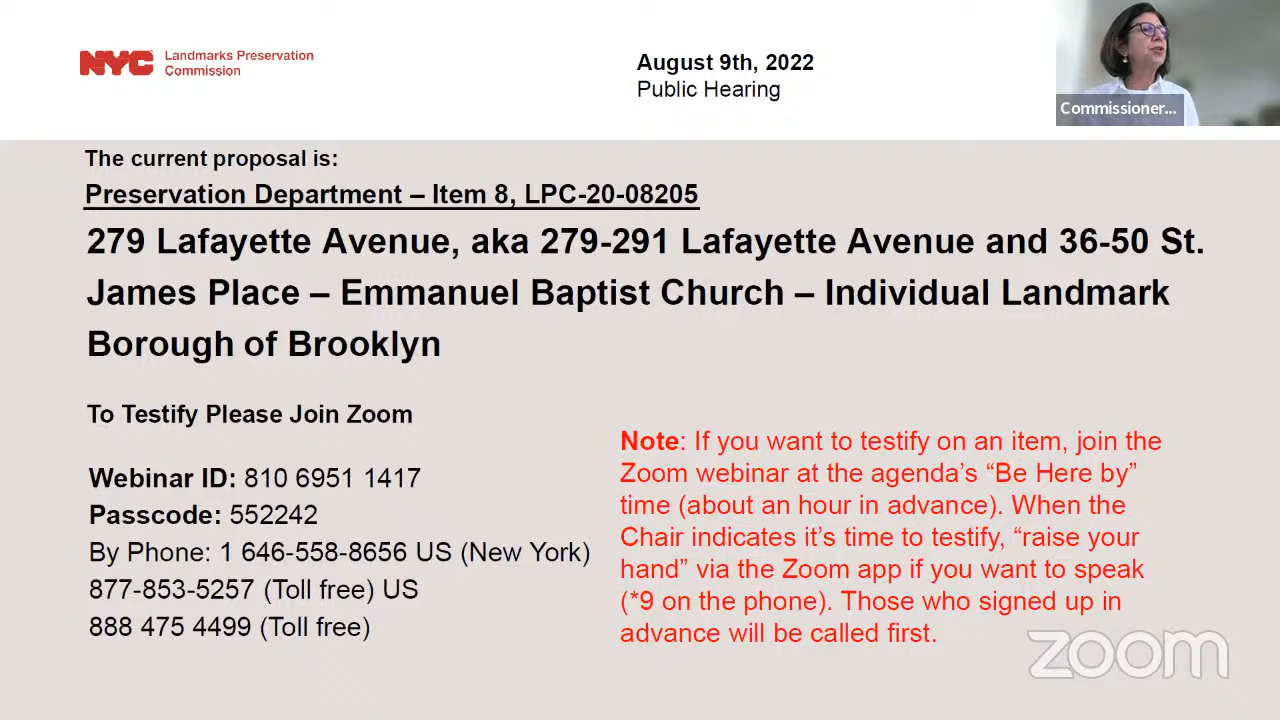 NYC Landmarks Preservation
Commission
August 9th, 2022
Public Hearing
Commissioner...
The current proposal is:
Preservation Department – Item 8, LPC-20-08205
279 Lafayette Avenue, aka 279-291 Lafayette Avenue and 36-50 St.
James Place – Emmanuel Baptist Church – Individual Landmark
Borough of Brooklyn
To Testify Please Join Zoom
Webinar ID: 810 6951 1417
Passcode: 552242
By Phone: 1 646-558-8656 US (New York)
877-853-5257 (Toll free) US
888 475 4499 (Toll free)
Note: If you want to testify on an item, join the
Zoom webinar at the agenda’s “Be Here by”
time (about an hour in advance). When the
Chair indicates it’s time to testify, “raise your
hand” via the Zoom app if you want to speak
(*9 on the phone). Those who signed up in
advance will be called first.
zoom